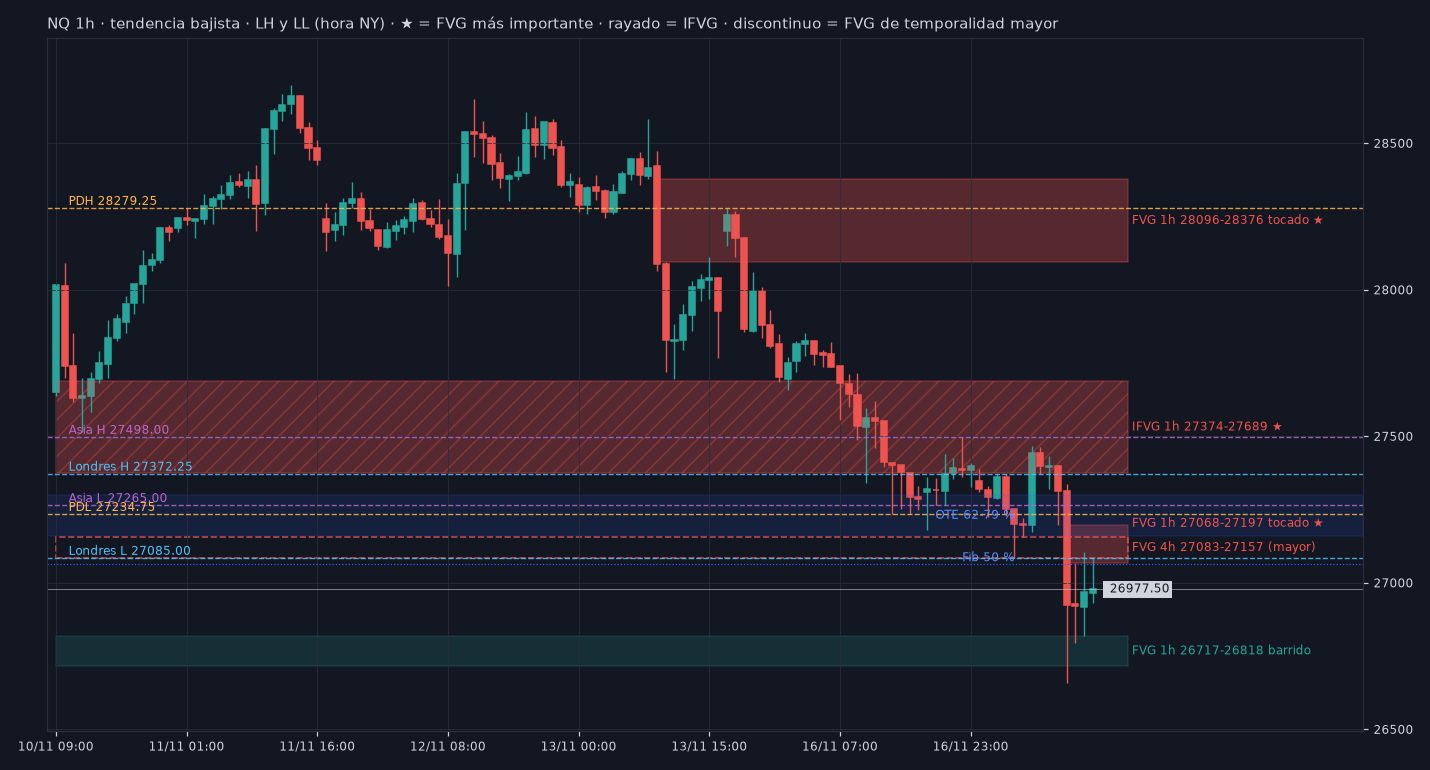 NQ 1h · tendencia bajista · LH y LL (hora NY) · ★ = FVG más importante · rayado = IFVG · discontinuo = FVG de temporalidad mayor
28500
PDH 28279.25
FVG 1h 28096-28376 tocado ★
28000
27500
Asia H 27498.00
IFVG 1h 27374-27689 ★
Londres H 27372.25
Asia L 27265.00
PDL 27234.75
OTE 62-79 %
FVG 1h 27068-27197 tocado ★
FVG 4h 27083-27157 (mayor)
Londres L 27085.00
Fib 50 %
27000
26977.50
FVG 1h 26717-26818 barrido
26500
10/11 09:00 11/11 01:00 11/11 16:00 12/11 08:00 13/11 00:00 13/11 15:00 16/11 07:00 16/11 23:00